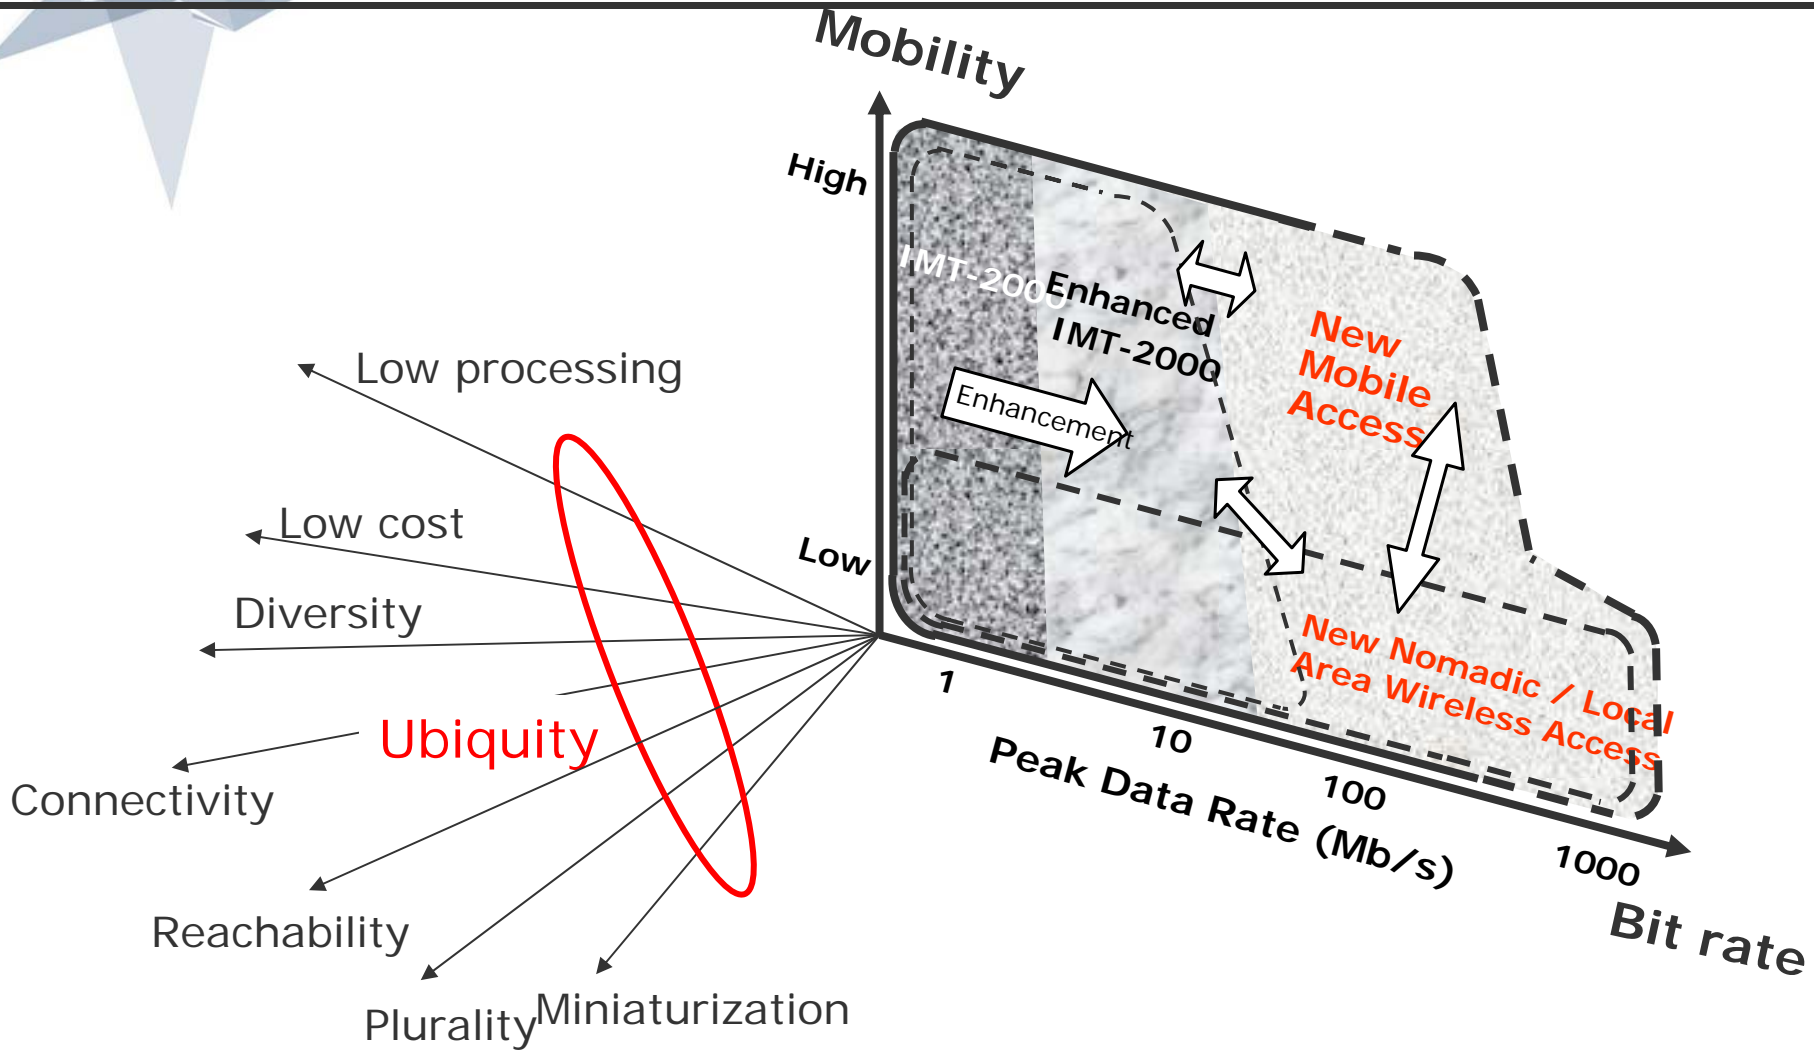 Mobility
High
IMT-2000
Enhanced
IMT-2000
New
Mobile
Access
Enhancement
Low
New Nomadic / Local
Area Wireless Access
1
10
100
1000
Peak Data Rate (Mb/s)
Bit rate
Low processing
Low cost
Diversity
Ubiquity
Connectivity
Reachability
Plurality
Miniaturization